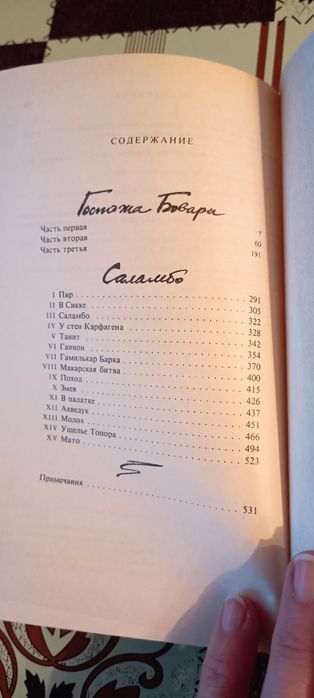 СОДЕРЖАНИЕ
Госпожа Бовари
Часть первая 7
Часть вторая 60
Часть третья 191
Саламбо
I Пир 291
II В Сикке 305
III Саламбо 322
IV У стен Карфагена 328
V Танит 342
VI Ганнон 354
VII Гамилькар Барка 370
VIII Макарская битва 400
IX Поход 415
X Змея 426
XI В палатке 437
XII Акведук 451
XIII Молох 466
XIV Ущелье Топора 494
XV Мато 523
Примечания 531